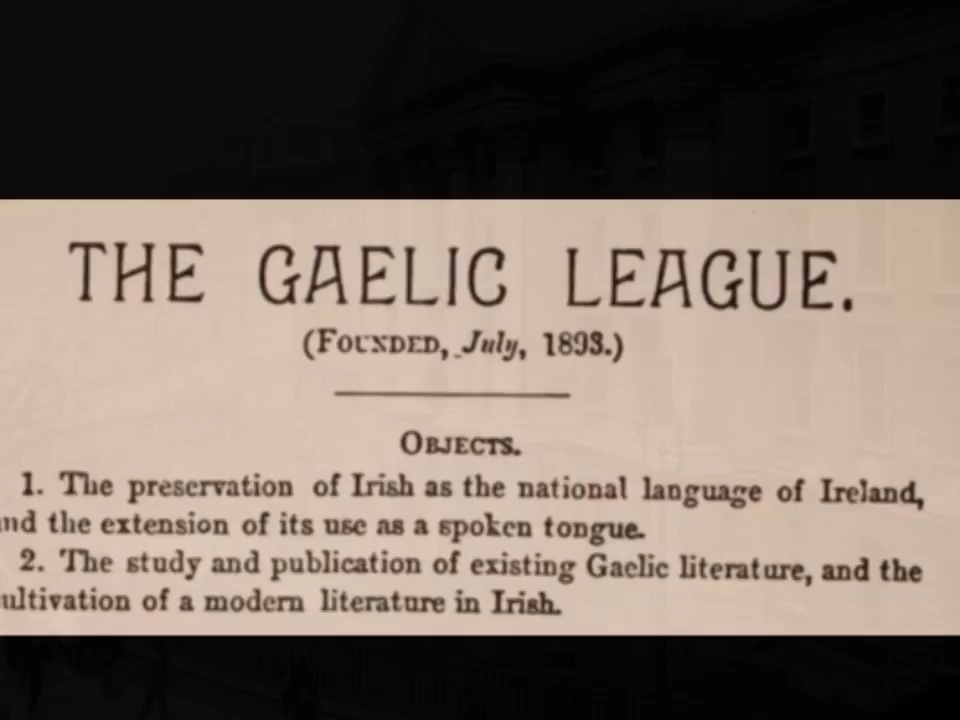 THE GAELIC LEAGUE.
(FOUNDED, July, 1893.)
OBJECTS.
1. The preservation of Irish as the national language of Ireland,
nd the extension of its use as a spoken tongue.
2. The study and publication of existing Gaelic literature, and the
ultivation of a modern literature in Irish.